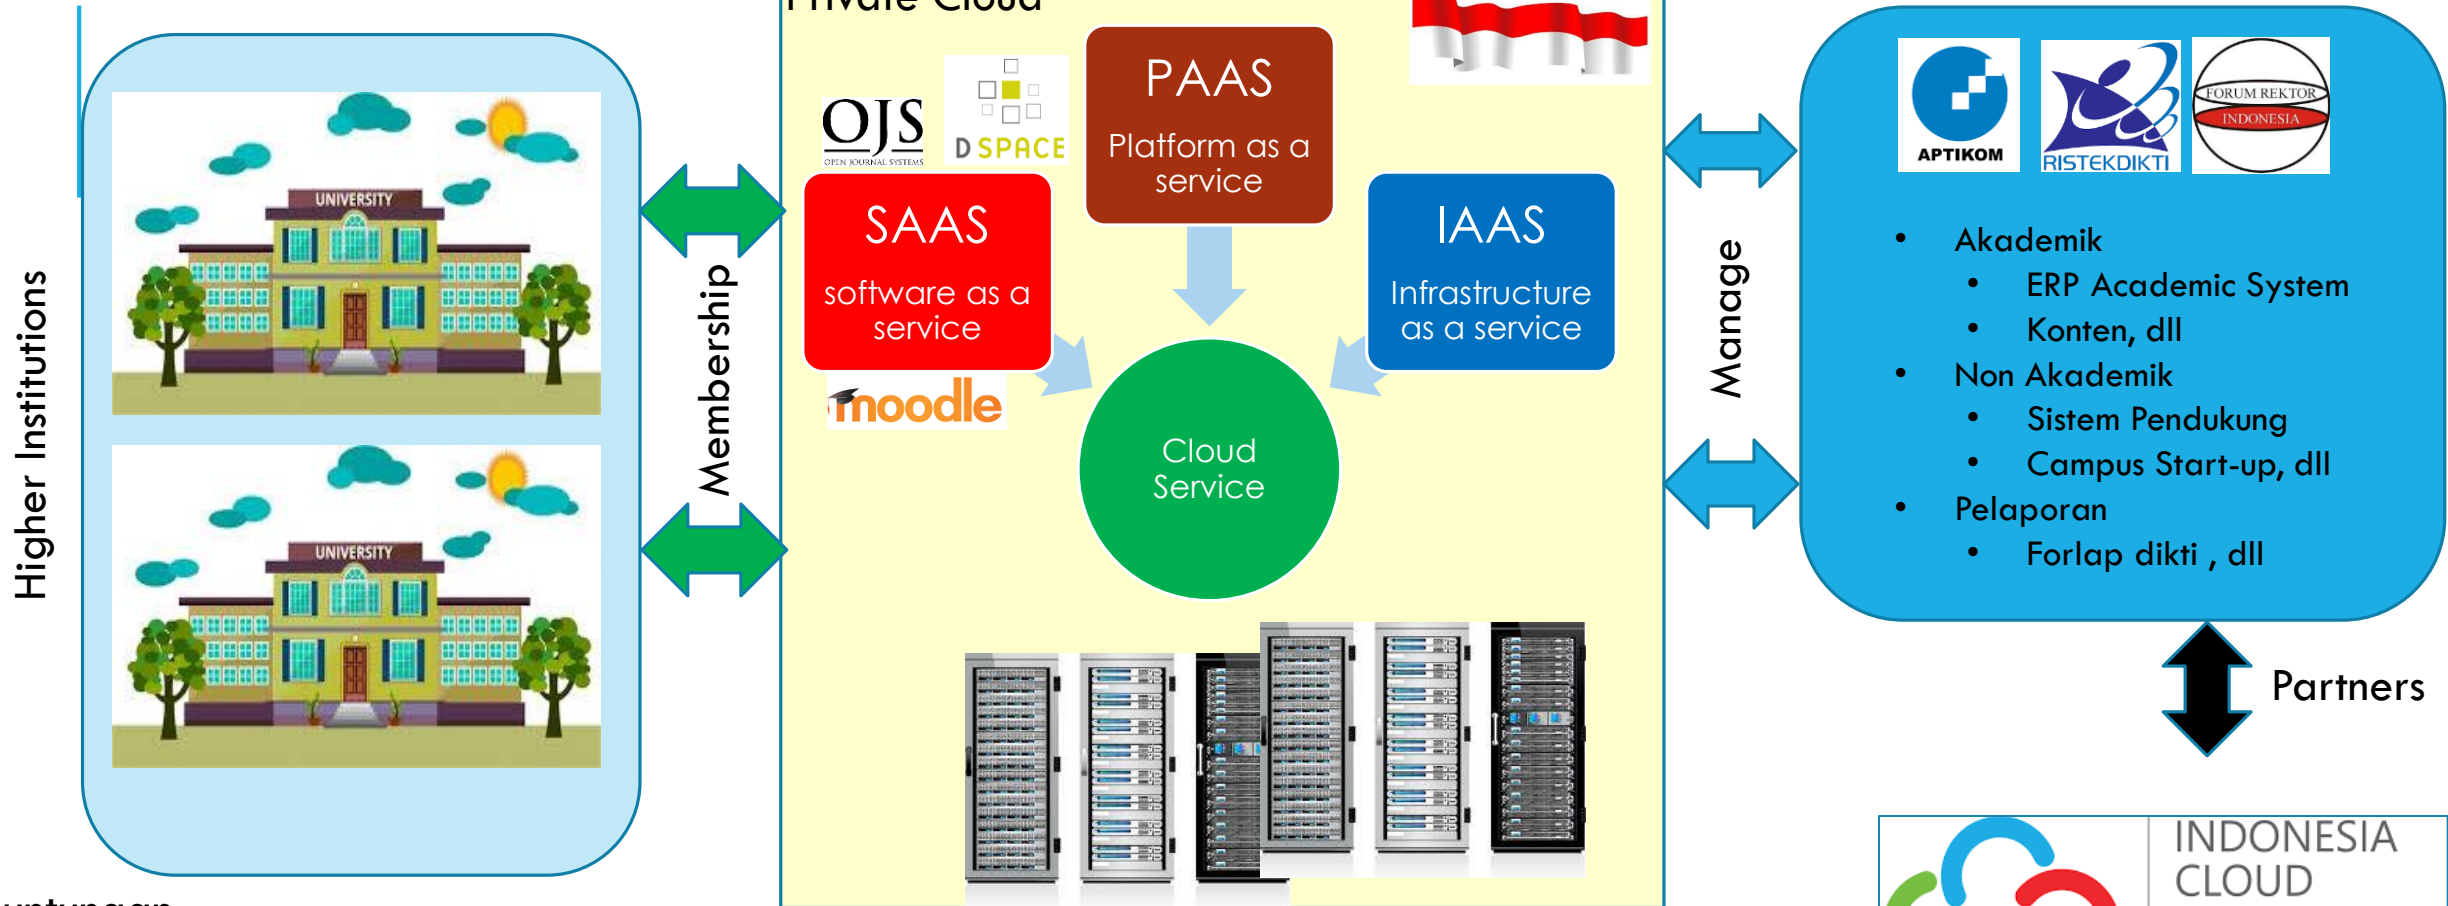 Private Cloud
Higher Institutions
UNIVERSITY
UNIVERSITY
Membership
OJS
OPEN JOURNAL SYSTEMS
DSPACE
PAAS
Platform as a
service
SAAS
software as a
service
moodle
IAAS
Infrastructure
as a service
Cloud
Service
Manage
APTIKOM
RISTEKDIKTI
FORUM REKTOR
INDONESIA
• Akademik
• ERP Academic System
• Konten, dll
• Non Akademik
• Sistem Pendukung
• Campus Start-up, dll
• Pelaporan
• Forlap dikti , dll
Partners
INDONESIA
CLOUD